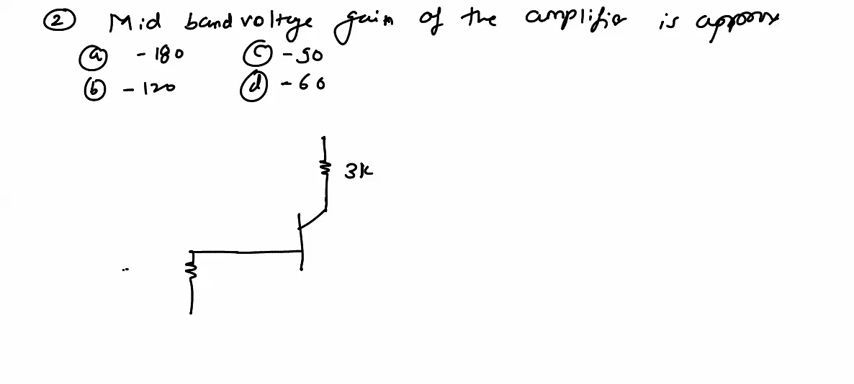 ② Mid band voltage gain of the amplifier is approx
ⓐ - 180 ⓒ - 50
ⓑ - 120 ⓓ - 60
3K